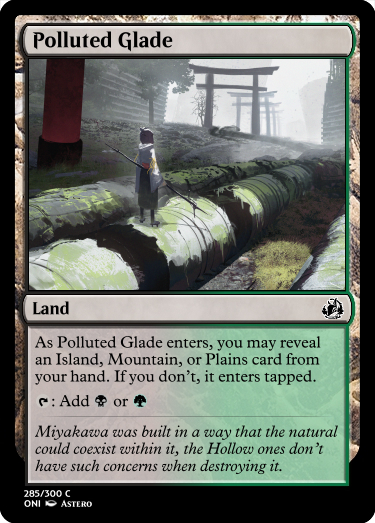 Polluted Glade
Land
As Polluted Glade enters, you may reveal
an Island, Mountain, or Plains card from
your hand. If you don't, it enters tapped.
: Add or
Miyakawa was built in a way that the natural
could coexist within it, the Hollow ones don't
have such concerns when destroying it.
285/300 C
ONI Astero